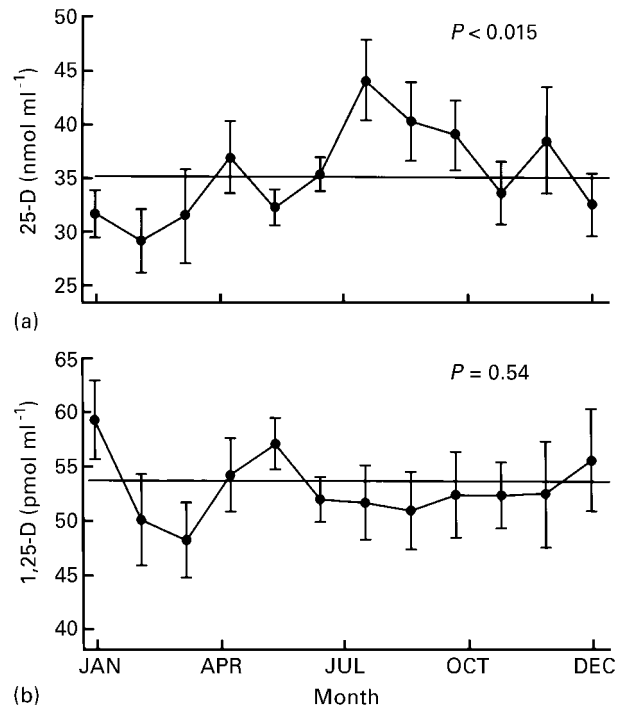 50
P < 0.015
45
40
35
30
25
25-D (nmol ml⁻¹)
(a)
65
P = 0.54
60
55
50
45
40
1,25-D (pmol ml⁻¹)
JAN APR JUL OCT DEC
(b)
Month